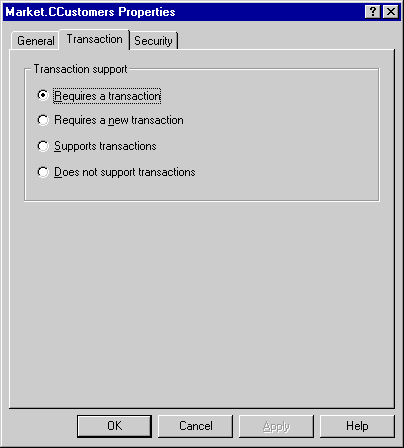 Market.CCustomers Properties
General Transaction Security
Transaction support
Requires a transaction
Requires a new transaction
Supports transactions
Does not support transactions
OK Cancel Apply Help